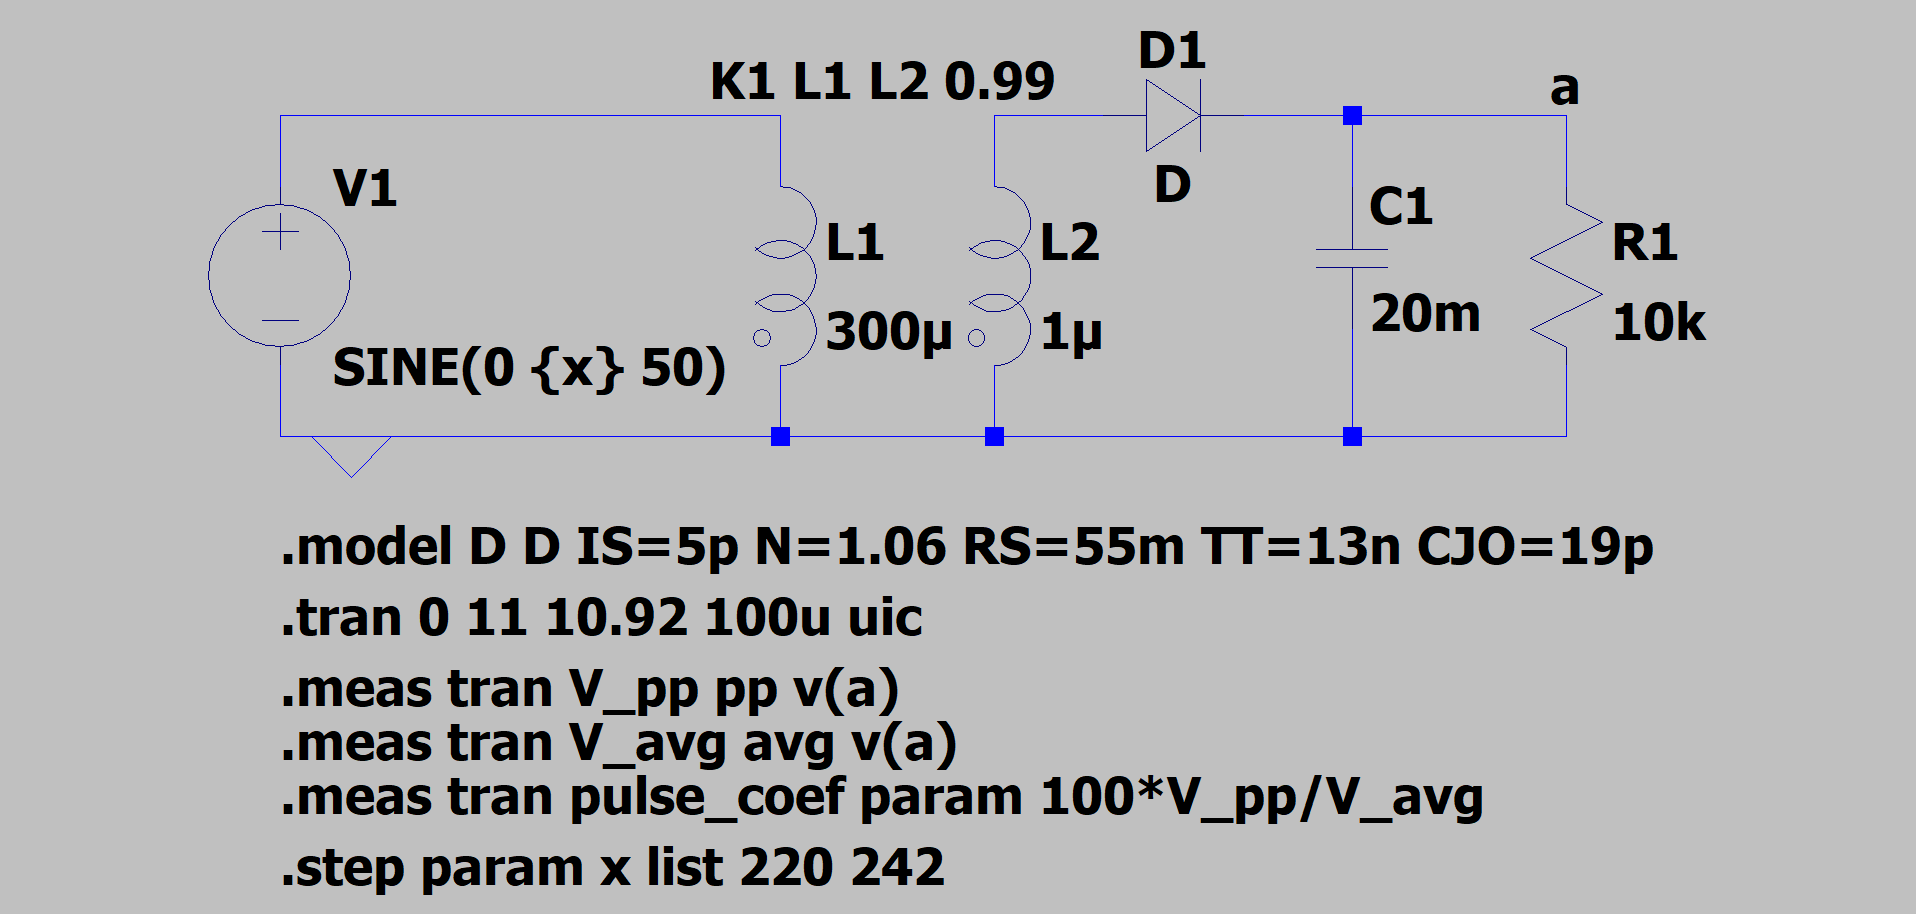 K1 L1 L2 0.99
D1
a
V1
D
C1
L1
L2
R1
300µ
1µ
20m
10k
SINE(0 {x} 50)
.model D D IS=5p N=1.06 RS=55m TT=13n CJO=19p
.tran 0 11 10.92 100u uic
.meas tran V_pp pp v(a)
.meas tran V_avg avg v(a)
.meas tran pulse_coef param 100*V_pp/V_avg
.step param x list 220 242